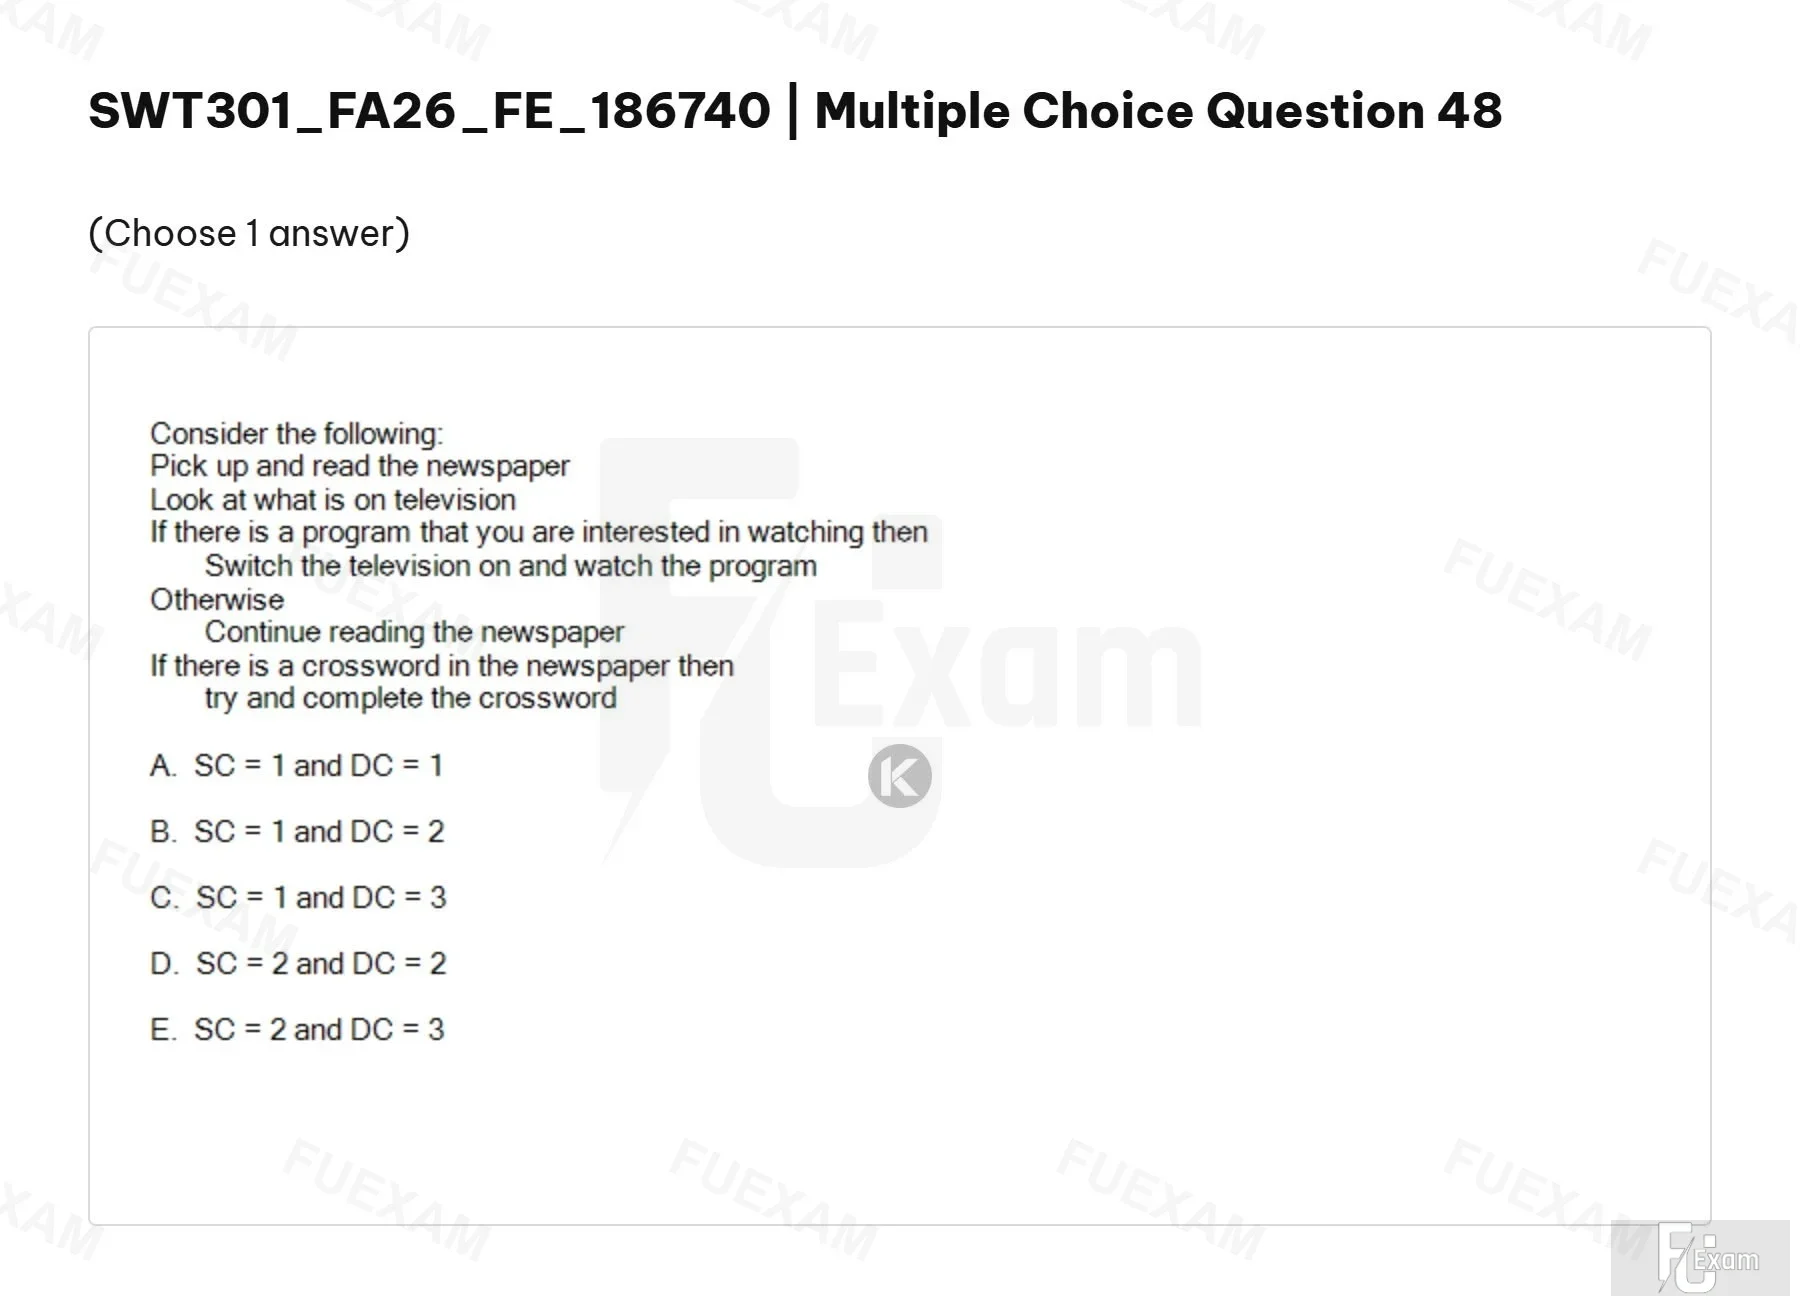 SWT301_FA26_FE_186740 | Multiple Choice Question 48
(Choose 1 answer)
Consider the following:
Pick up and read the newspaper
Look at what is on television
If there is a program that you are interested in watching then
Switch the television on and watch the program
Otherwise
Continue reading the newspaper
If there is a crossword in the newspaper then
try and complete the crossword
A. SC = 1 and DC = 1
B. SC = 1 and DC = 2
C. SC = 1 and DC = 3
D. SC = 2 and DC = 2
E. SC = 2 and DC = 3
FUEXAM
Exam
K
FU Exam